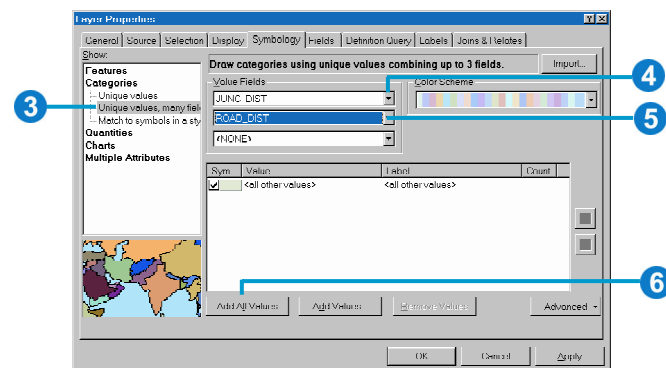 Layer Properties
General Source Selection Display Symbology Fields Definition Query Labels Joins & Relates
Show:
Features
Categories
Unique values
Unique values, many fiel
Match to symbols in a sty
Quantities
Charts
Multiple Attributes
Draw categories using unique values combining up to 3 fields.
Import...
Value Fields
JUNC_DIST
ROAD_DIST
(NONE)
Color Scheme
Sym Value Label Count
<all other values> <all other values>
Add All Values Add Values Remove Values Advanced
OK Cancel Apply
3
4
5
6